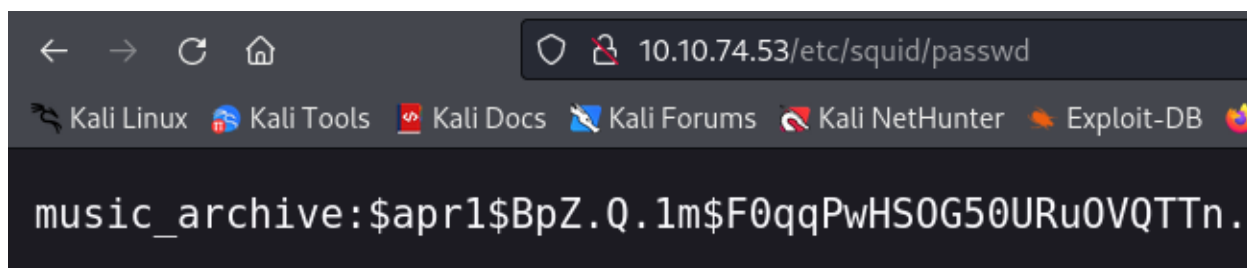 10.10.74.53/etc/squid/passwd
Kali Linux Kali Tools Kali Docs Kali Forums Kali NetHunter Exploit-DB
music_archive:$apr1$BpZ.Q.1m$F0qqPwHSOG50URuOVQTTn.